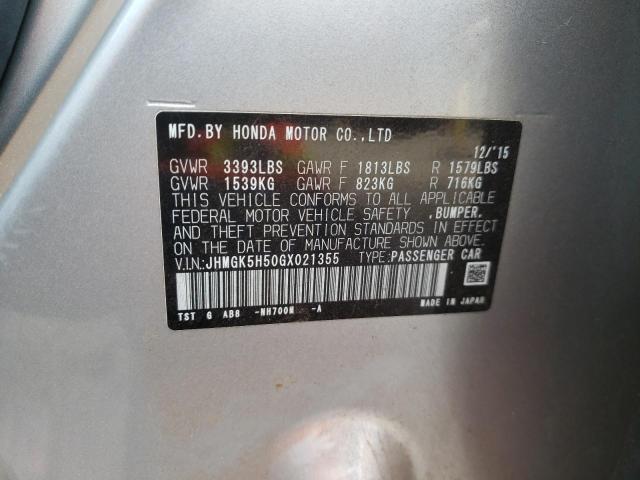 MFD.BY HONDA MOTOR CO.,LTD
12/'15
GVWR 3393LBS GAWR F 1813LBS R 1579LBS
GVWR 1539KG GAWR F 823KG R 716KG
THIS VEHICLE CONFORMS TO ALL APPLICABLE
FEDERAL MOTOR VEHICLE SAFETY ,BUMPER,
AND THEFT PREVENTION STANDARDS IN EFFECT ON
THE DATE OF MANUFACTURE SHOWN ABOVE.
V.I.N.:JHMGK5H50GX021355 TYPE:PASSENGER CAR
MADE IN JAPAN
TST G AB8 -NH700M -A